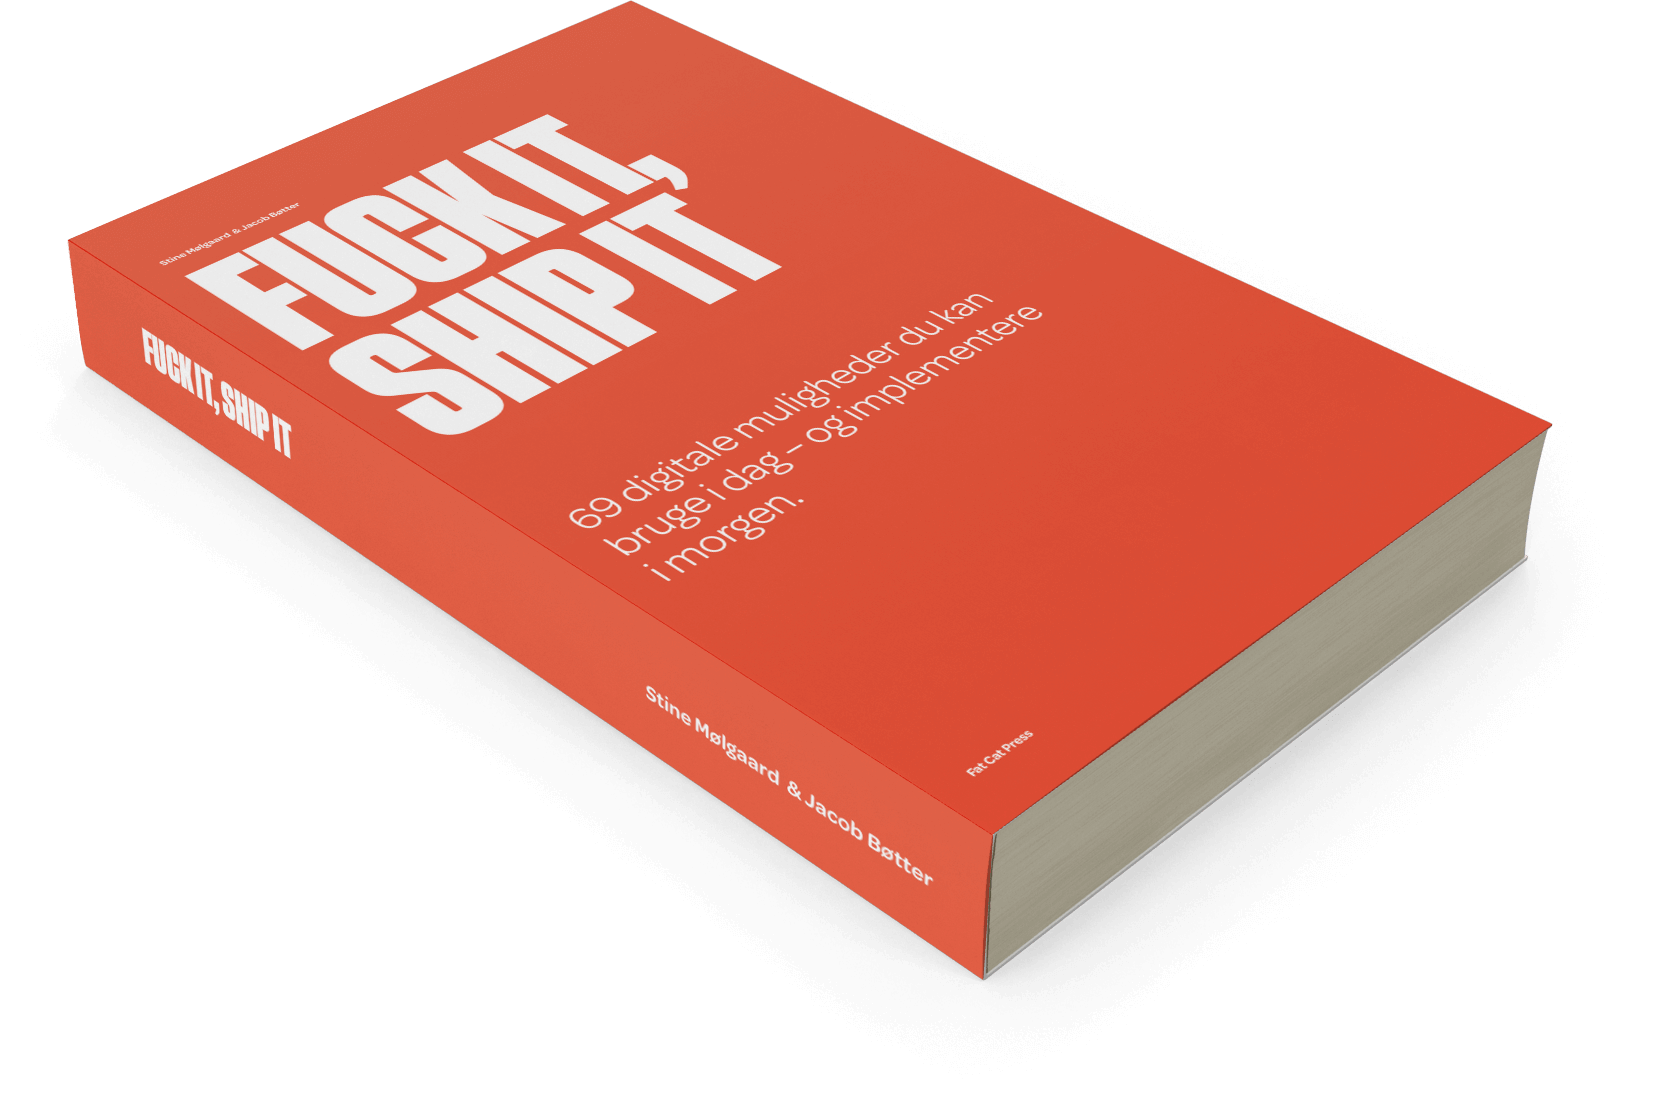 Stine Mølgaard & Jacob Bøtter
FUCK IT,
SHIP IT
69 digitale muligheder du kan
bruge i dag – og implementere
i morgen.
Fat Cat Press
FUCK IT, SHIP IT
Stine Mølgaard & Jacob Bøtter